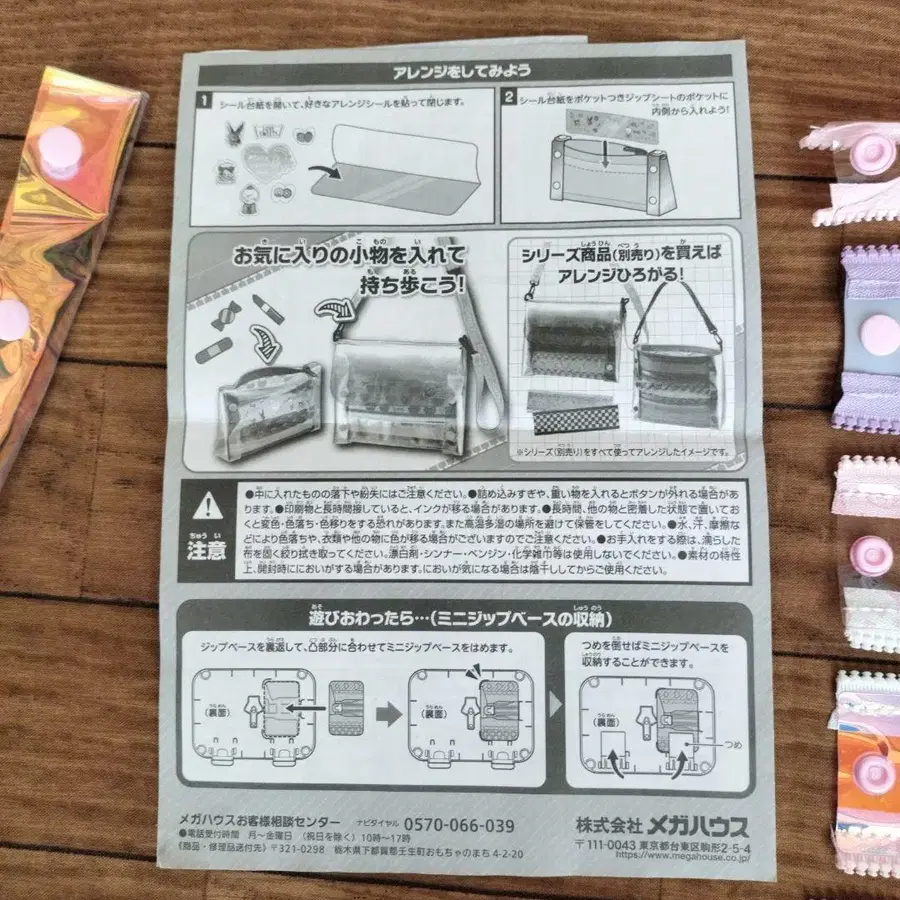 アレンジをしてみよう
1 シール台紙を開いて、好きなアレンジシールを貼って閉じます。
2 シール台紙をポケットつきジップシートのポケットに
内側から入れよう!
お気に入りの小物を入れて
持ち歩こう!
シリーズ商品(別売り)を買えば
アレンジひろがる!
※シリーズ(別売り)をすべて使ってアレンジしたイメージです。
注意
●中に入れたものの落下や紛失にはご注意ください。●詰め込みすぎや、重い物を入れるとボタンが外れる場合があ
ります。●印刷物と長時間接していると、インクが移る場合があります。●長時間、他の物と密着した状態で置いてお
くと変色・色落ち・色移りをする恐れがあります。また高温多湿の場所を避けて保管をしてください。●水、汗、摩擦な
どにより色落ちや、衣類や他の物に色が移る場合がございますのでご注意ください。●お手入れをする際は、濡らした
布を固く絞り拭き取ってください。漂白剤・シンナー・ベンジン・化学雑巾等は使用しないでください。●素材の特性
上、開封時ににおいがする場合があります。においが気になる場合は陰干ししてからご使用ください。
遊びおわったら…(ミニジップベースの収納)
ジップベースを裏返して、凸部分に合わせてミニジップベースをはめます。
つめを倒せばミニジップベースを
収納することができます。
(裏面)
(裏面)
(裏面)
つめ
メガハウスお客様相談センター ナビダイヤル 0570-066-039
●電話受付時間 月〜金曜日 (祝日を除く) 10時〜17時
《商品・修理品送付先》〒321-0298 栃木県下都賀郡壬生町おもちゃのまち 4-2-20
株式会社 メガハウス
〒111-0043 東京都台東区駒形2-5-4
https://www.megahouse.co.jp/